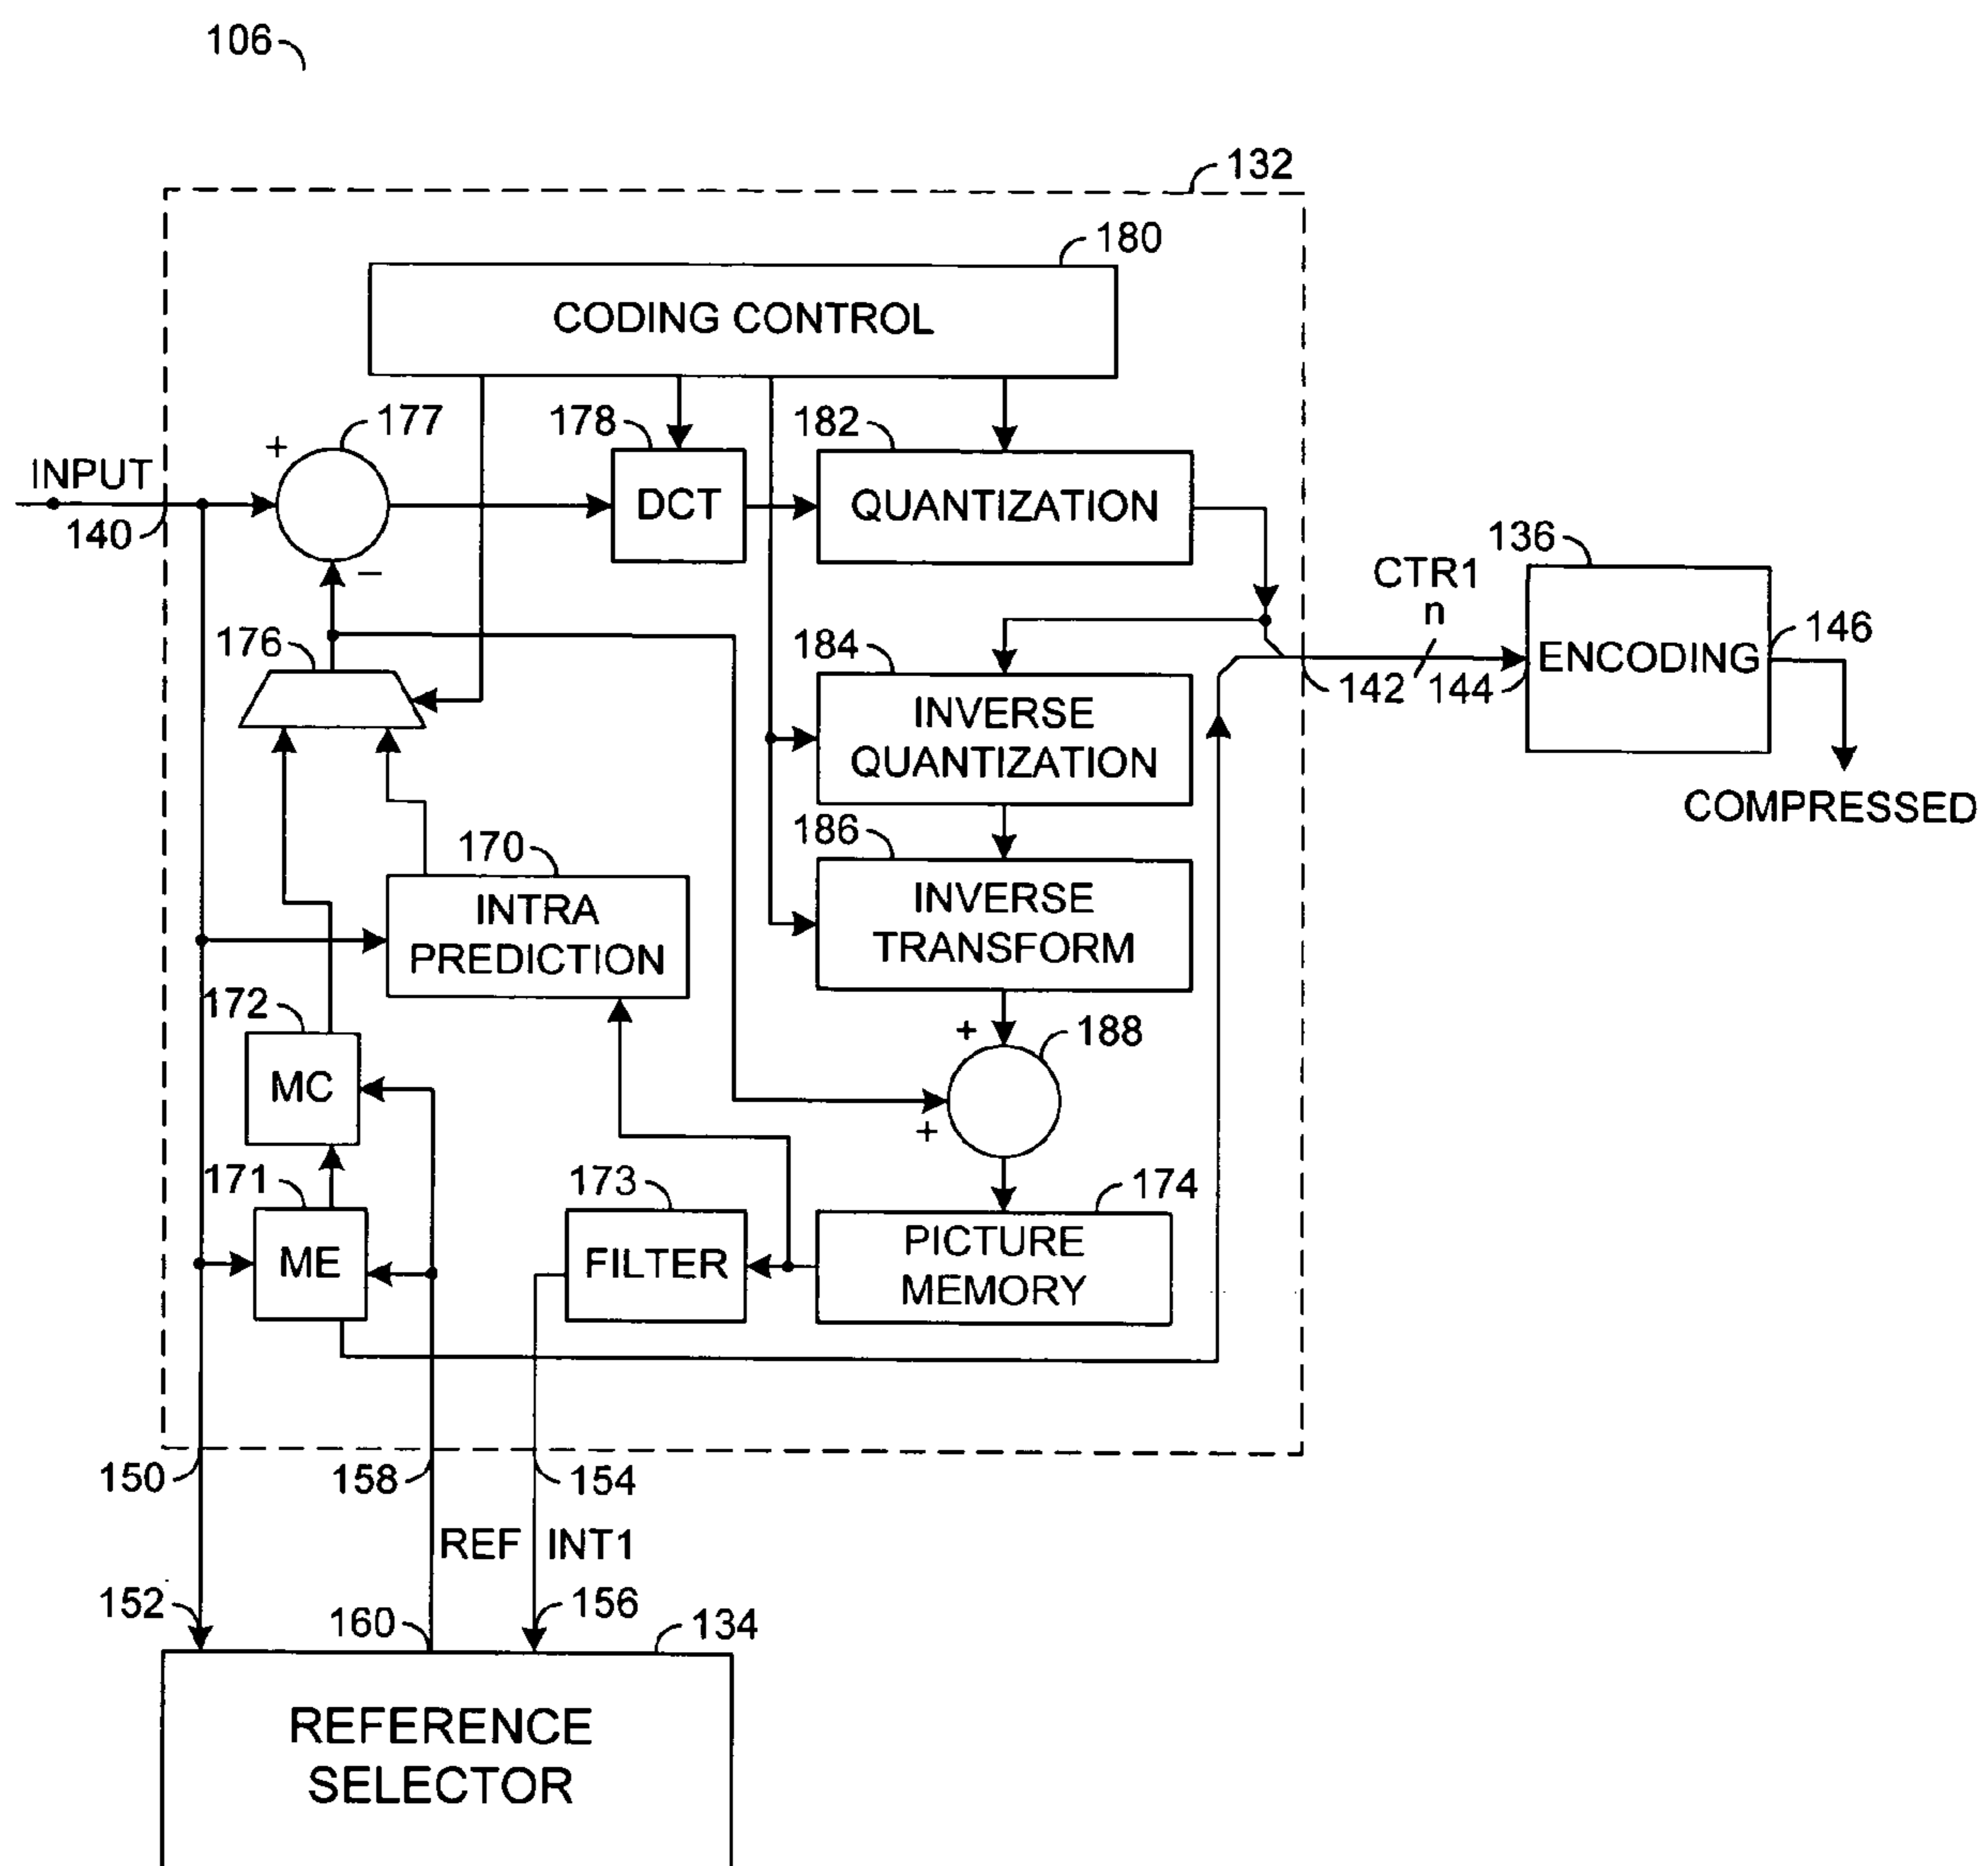 106
132
180
CODING CONTROL
177
178
182
+
INPUT
140
DCT
QUANTIZATION
−
136
CTR1
n
146
ENCODING
142
144
176
184
INVERSE
QUANTIZATION
COMPRESSED
186
170
INTRA
PREDICTION
INVERSE
TRANSFORM
172
+
188
MC
+
171
173
174
ME
FILTER
PICTURE
MEMORY
150
158
154
REF
INT1
152
160
156
134
REFERENCE
SELECTOR